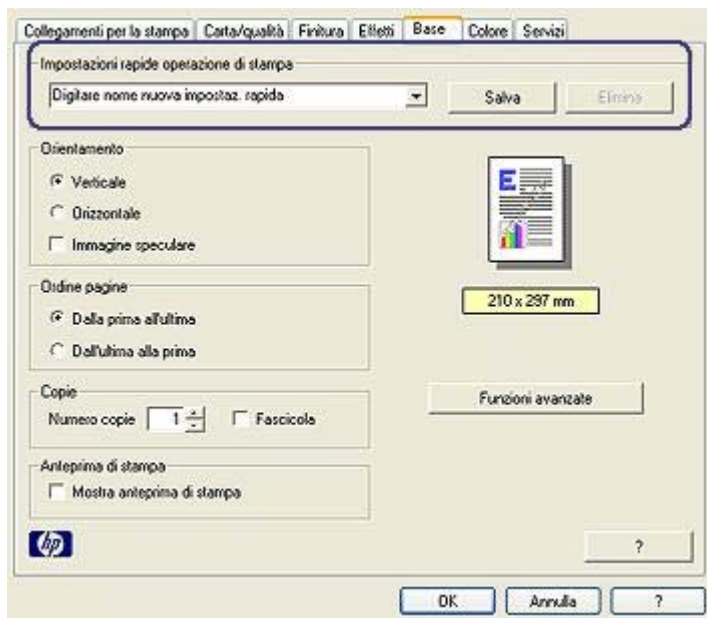 Collegamenti per la stampa Carta/qualità Finitura Effetti Base Colore Servizi
Impostazioni rapide operazione di stampa
Digitare nome nuova impostaz. rapida Salva Elimina
Orientamento
Verticale
Orizzontale
Immagine speculare
E
210 x 297 mm
Ordine pagine
Dalla prima all'ultima
Dall'ultima alla prima
Copie
Numero copie 1 Fascicola
Funzioni avanzate
Anteprima di stampa
Mostra anteprima di stampa
hp ?
OK Annulla ?